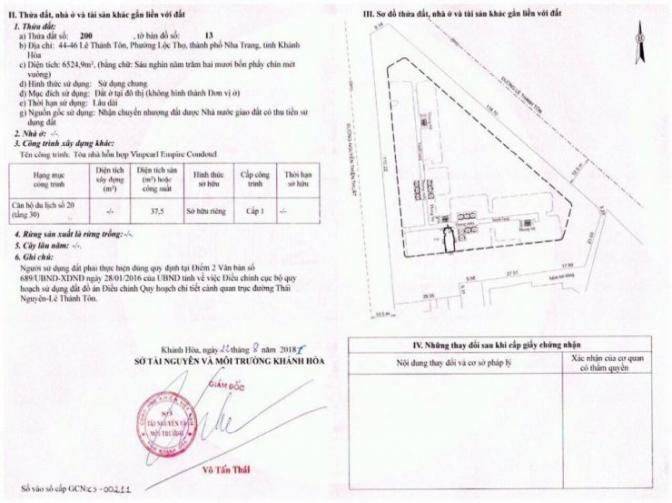 II. Thửa đất, nhà ở và tài sản khác gắn liền với đất
1. Thửa đất:
a) Thửa đất số: 200 , tờ bản đồ số: 13
b) Địa chỉ: 44-46 Lê Thánh Tôn, Phường Lộc Thọ, thành phố Nha Trang, tỉnh Khánh
Hòa
c) Diện tích: 6524,9m², (bằng chữ: Sáu nghìn năm trăm hai mươi bốn phẩy chín mét
vuông)
d) Hình thức sử dụng: Sử dụng chung
đ) Mục đích sử dụng: Đất ở tại đô thị (không hình thành Đơn vị ở)
e) Thời hạn sử dụng: Lâu dài
g) Nguồn gốc sử dụng: Nhận chuyển nhượng đất được Nhà nước giao đất có thu tiền sử
dụng đất
2. Nhà ở: -/-
3. Công trình xây dựng khác:
Tên công trình: Tòa nhà hỗn hợp Vinpearl Empire Condotel
Hạng mục công trình
Diện tích xây dựng (m²)
Diện tích sàn (m²) hoặc công suất
Hình thức sở hữu
Cấp công trình
Thời hạn sở hữu
Căn hộ du lịch số 20 (tầng 30)
-/-
37,5
Sở hữu riêng
Cấp 1
-/-
4. Rừng sản xuất là rừng trồng: -/-
5. Cây lâu năm: -/-
6. Ghi chú:
Người sử dụng đất phải thực hiện đúng quy định tại Điểm 2 Văn bản số
689/UBND-XDND ngày 28/01/2016 của UBND tỉnh về việc Điều chỉnh cục bộ quy
hoạch sử dụng đất đồ án Điều chỉnh Quy hoạch chi tiết cảnh quan trục đường Thái
Nguyên-Lê Thánh Tôn.
Khánh Hòa, ngày 22 tháng 8 năm 2018
SỞ TÀI NGUYÊN VÀ MÔI TRƯỜNG KHÁNH HÒA
GIÁM ĐỐC
SỞ
TÀI NGUYÊN VÀ
MÔI TRƯỜNG
Võ Tấn Thái
Số vào sổ cấp GCN: CS-00211
III. Sơ đồ thửa đất, nhà ở và tài sản khác gắn liền với đất
ĐƯỜNG LÊ THÁNH TÔN
ĐƯỜNG NGUYỄN THIỆN THUẬT
IV. Những thay đổi sau khi cấp giấy chứng nhận
Nội dung thay đổi và cơ sở pháp lý
Xác nhận của cơ quan
có thẩm quyền